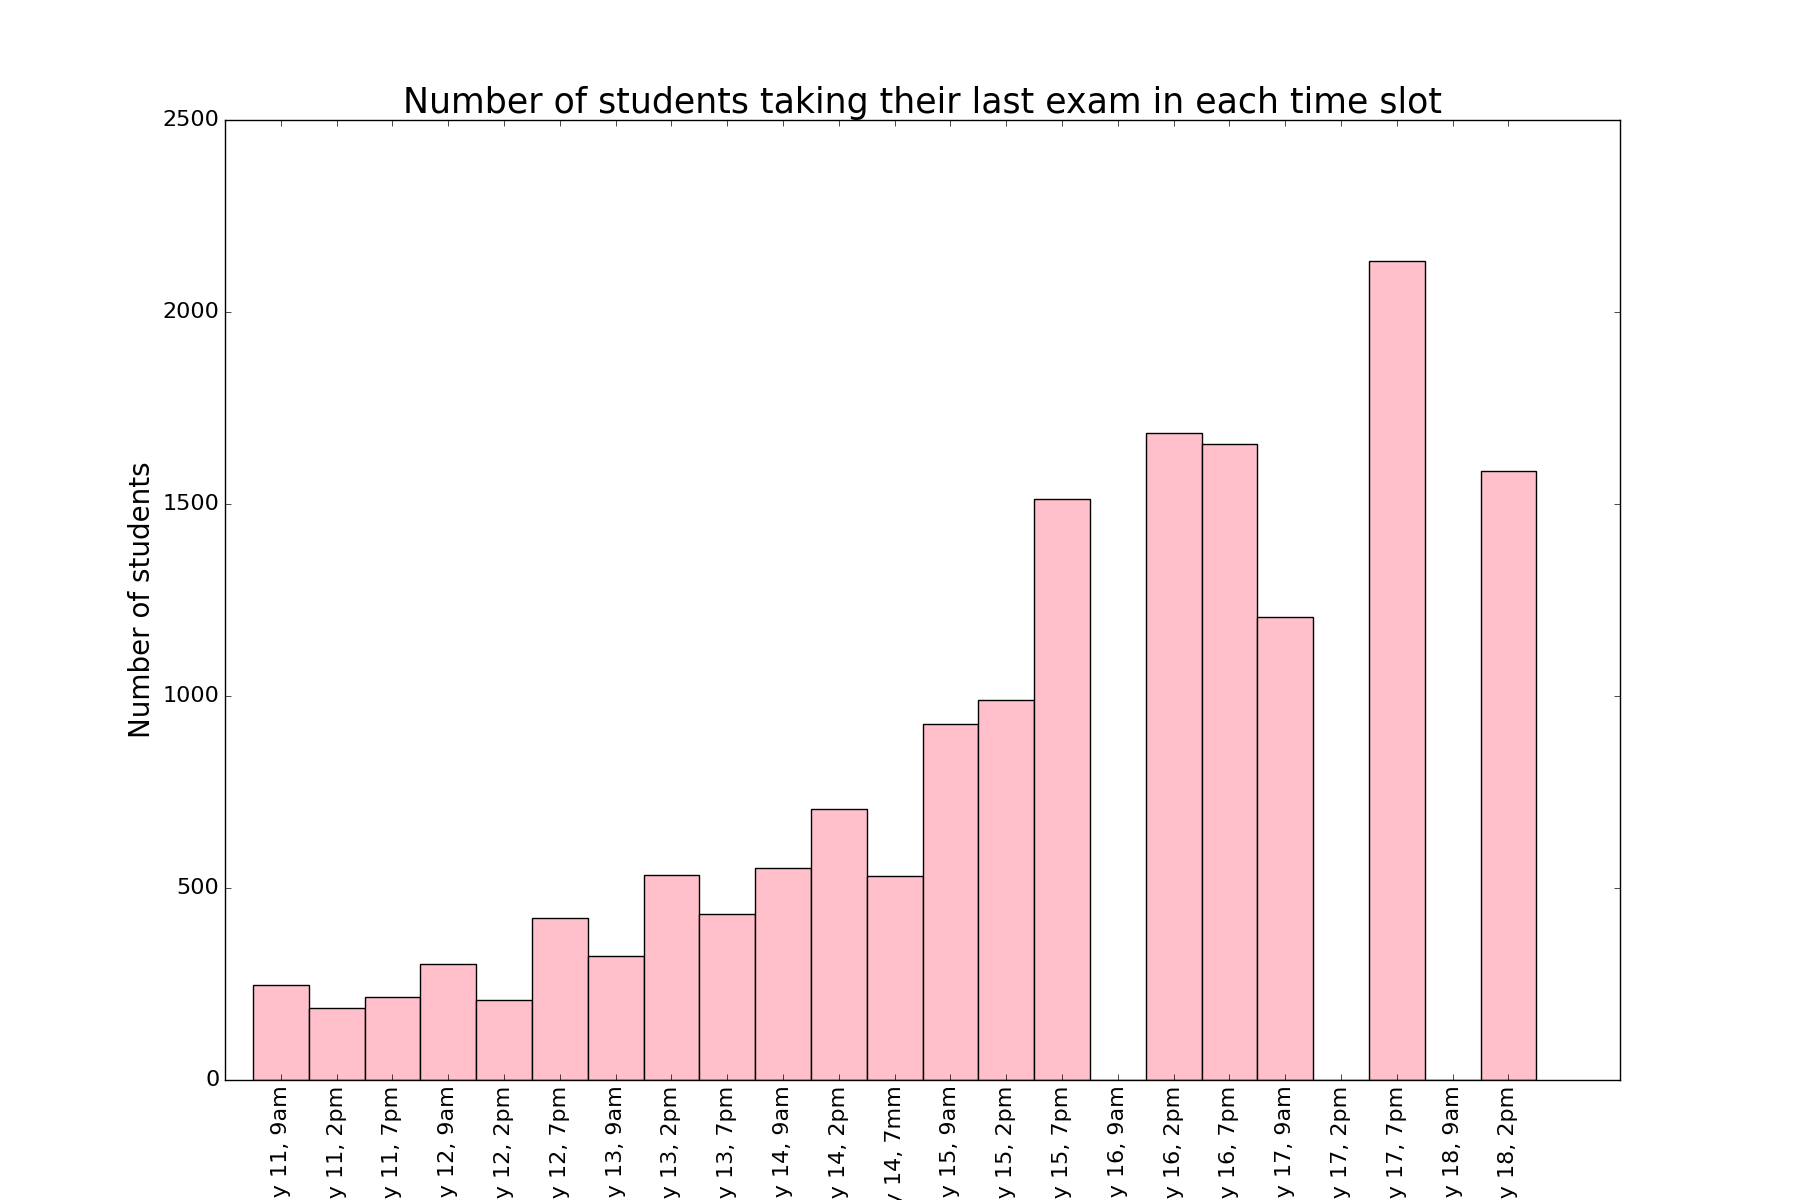 Number of students taking their last exam in each time slot
Number of students
2500
2000
1500
1000
500
0
y 11, 9am
y 11, 2pm
y 11, 7pm
y 12, 9am
y 12, 2pm
y 12, 7pm
y 13, 9am
y 13, 2pm
y 13, 7pm
y 14, 9am
y 14, 2pm
y 14, 7mm
y 15, 9am
y 15, 2pm
y 15, 7pm
y 16, 9am
y 16, 2pm
y 16, 7pm
y 17, 9am
y 17, 2pm
y 17, 7pm
y 18, 9am
y 18, 2pm